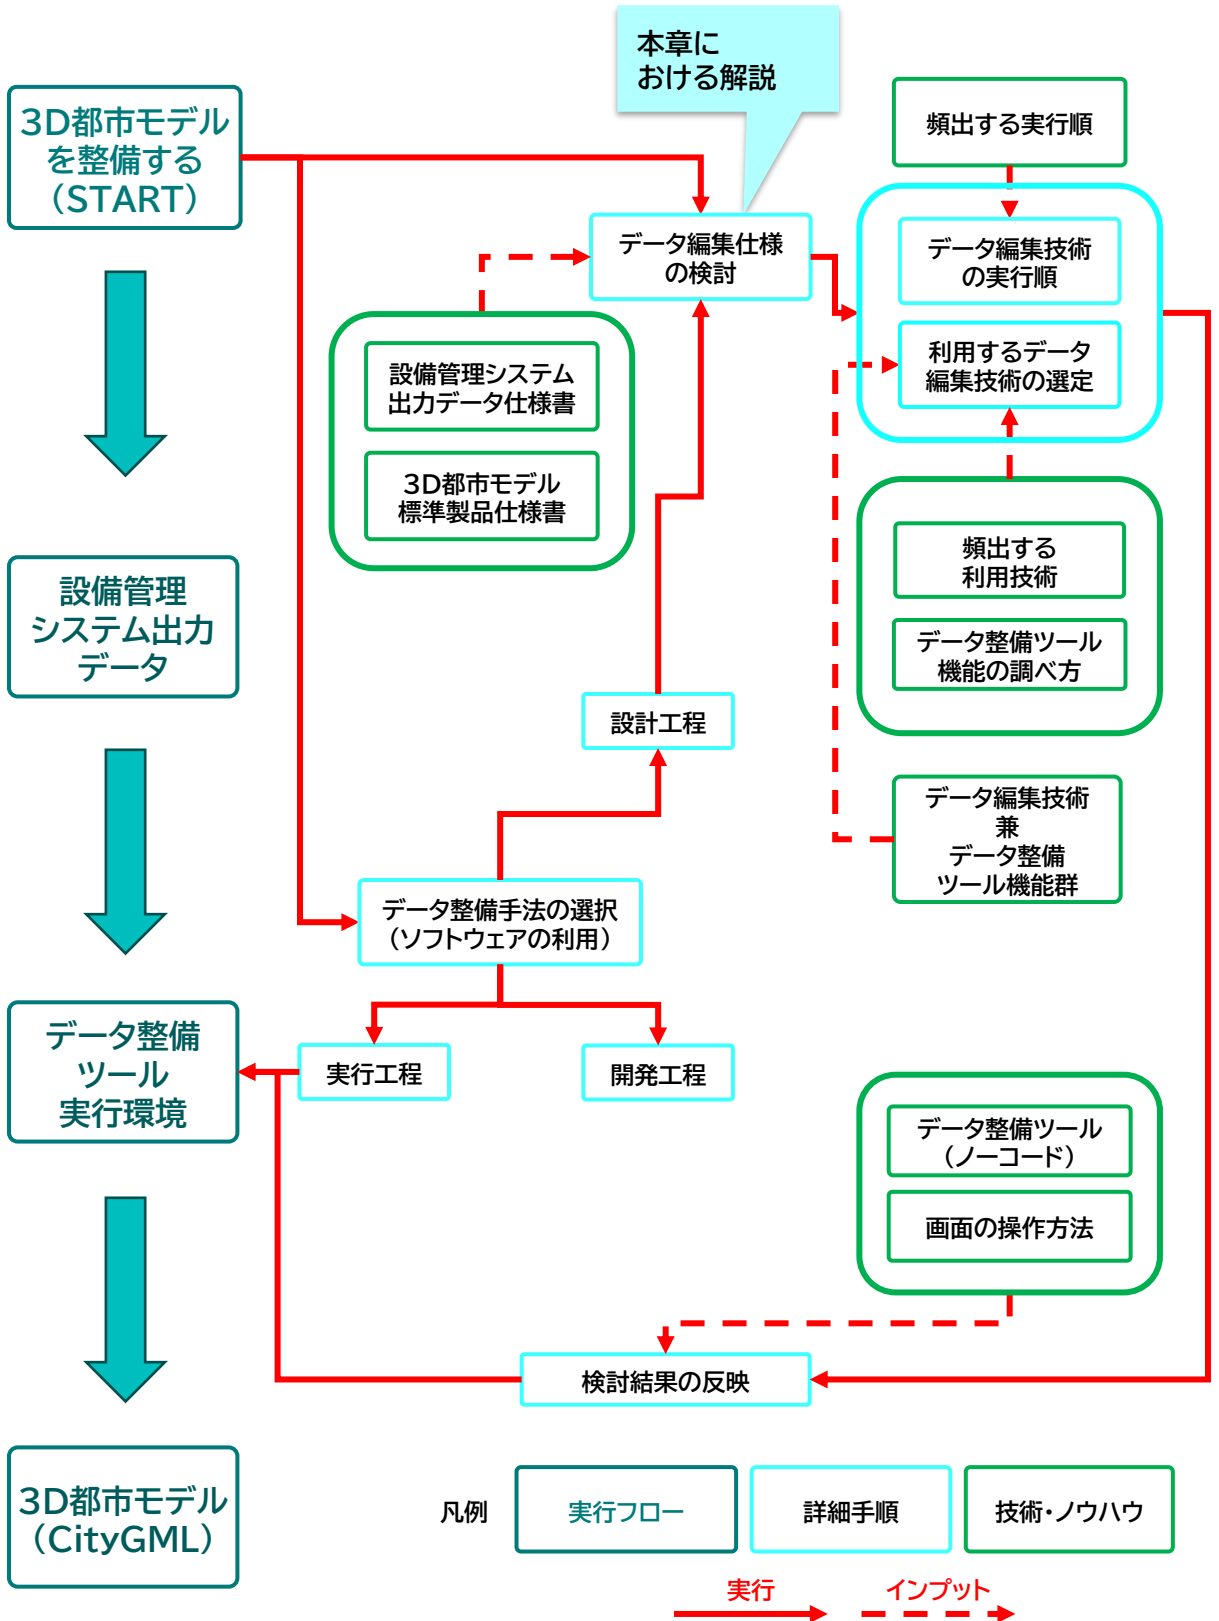 本章に
おける解説
3D都市モデル
を整備する
（START）
頻出する実行順
データ編集仕様
の検討
データ編集技術
の実行順
利用するデータ
編集技術の選定
設備管理システム
出力データ仕様書
3D都市モデル
標準製品仕様書
頻出する
利用技術
データ整備ツール
機能の調べ方
設備管理
システム出力
データ
設計工程
データ編集技術
兼
データ整備
ツール機能群
データ整備手法の選択
（ソフトウェアの利用）
データ整備
ツール
実行環境
実行工程
開発工程
データ整備ツール
（ノーコード）
画面の操作方法
検討結果の反映
3D都市モデル
（CityGML）
凡例
実行フロー
詳細手順
技術・ノウハウ
実行
インプット